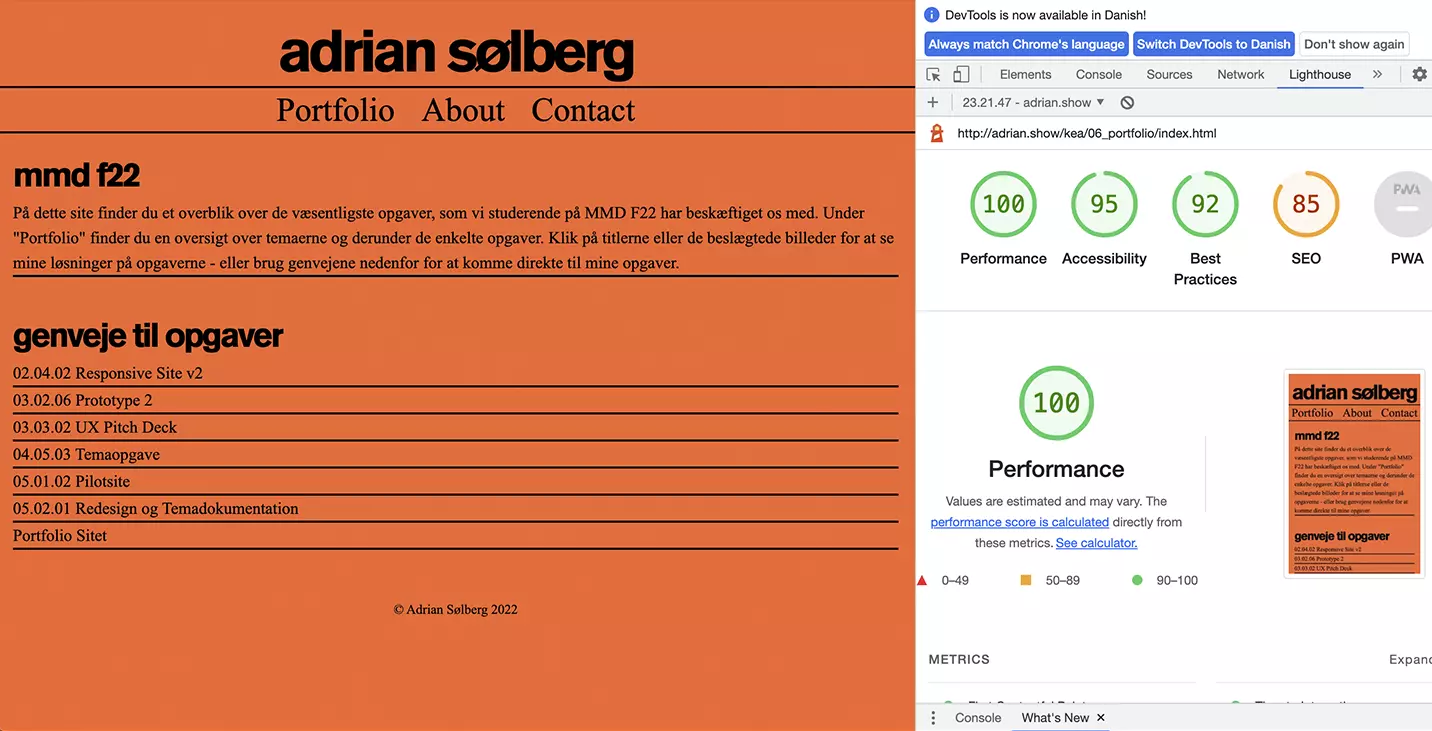 adrian sølberg
Portfolio About Contact
mmd f22
På dette site finder du et overblik over de væsentligste opgaver, som vi studerende på MMD F22 har beskæftiget os med. Under
"Portfolio" finder du en oversigt over temaerne og derunder de enkelte opgaver. Klik på titlerne eller de beslægtede billeder for at se
mine løsninger på opgaverne - eller brug genvejene nedenfor for at komme direkte til mine opgaver.
genveje til opgaver
02.04.02 Responsive Site v2
03.02.06 Prototype 2
03.03.02 UX Pitch Deck
04.05.03 Temaopgave
05.01.02 Pilotsite
05.02.01 Redesign og Temadokumentation
Portfolio Sitet
© Adrian Sølberg 2022
DevTools is now available in Danish!
Always match Chrome's language Switch DevTools to Danish Don't show again
Elements Console Sources Network Lighthouse »
+ 23.21.47 - adrian.show ▼
http://adrian.show/kea/06_portfolio/index.html
100 95 92 85 PWA
Performance Accessibility Best Practices SEO PWA
100
Performance
Values are estimated and may vary. The
performance score is calculated directly from
these metrics. See calculator.
0–49 50–89 90–100
adrian sølberg
Portfolio About Contact
mmd f22
På dette site finder du et overblik over de
væsentligste opgaver, som vi studerende på MMD
F22 har beskæftiget os med. Under "Portfolio"
finder du en oversigt over temaerne og derunder de
enkelte opgaver. Klik på titlerne eller de
beslægtede billeder for at se mine løsninger på
opgaverne - eller brug genvejene nedenfor for at
komme direkte til mine opgaver.
genveje til opgaver
02.04.02 Responsive Site v2
03.02.06 Prototype 2
03.03.02 UX Pitch Deck
METRICS Expand
Console What's New ×